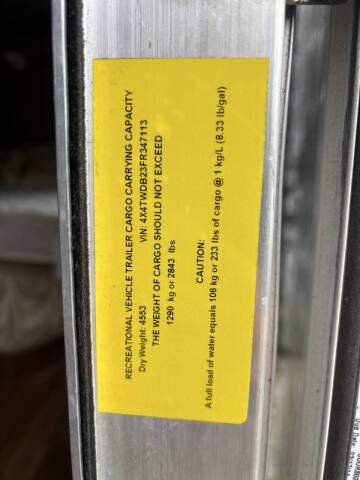 RECREATIONAL VEHICLE TRAILER CARGO CARRYING CAPACITY
Dry Weight: 4553 VIN: 4X4TWDB23FR347113
THE WEIGHT OF CARGO SHOULD NOT EXCEED
1290 kg or 2843 lbs
CAUTION:
A full load of water equals 106 kg or 233 lbs of cargo @ 1 kg/L (8.33 lb/gal)